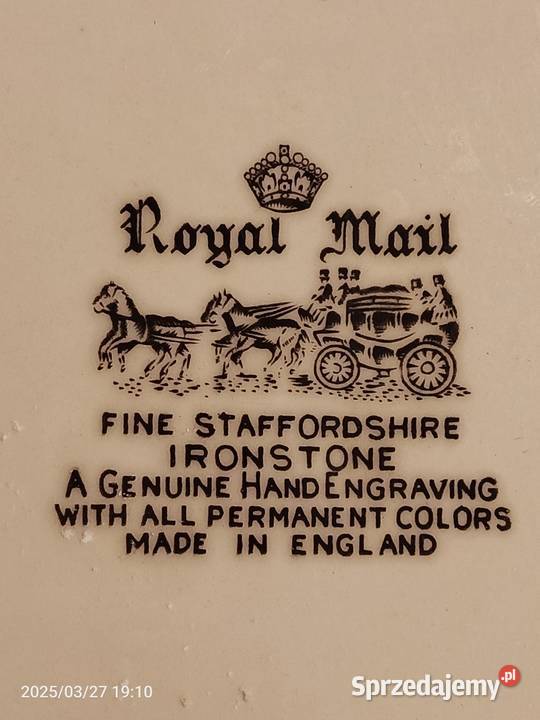 Royal Mail
FINE STAFFORDSHIRE
IRONSTONE
A GENUINE HAND ENGRAVING
WITH ALL PERMANENT COLORS
MADE IN ENGLAND
2025/03/27 19:10
Sprzedajemy.pl